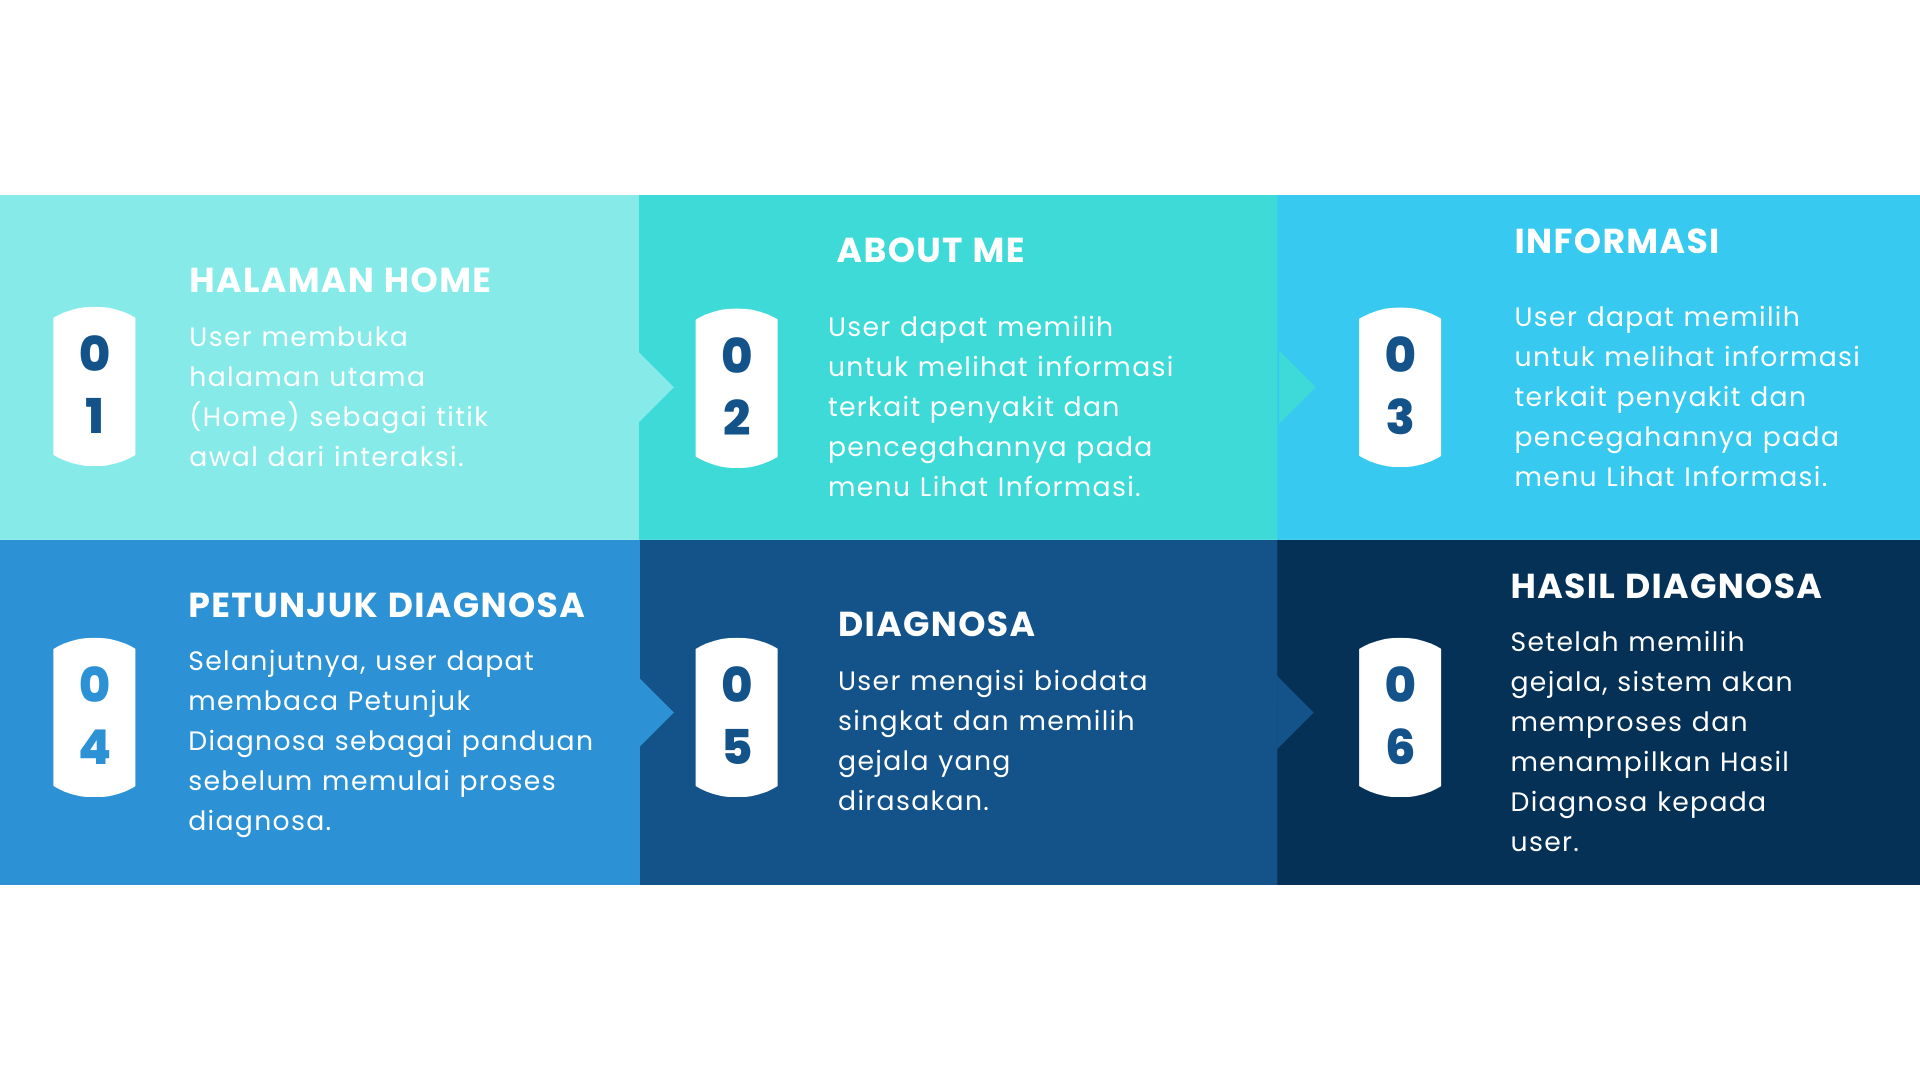 0
1
HALAMAN HOME
User membuka
halaman utama
(Home) sebagai titik
awal dari interaksi.
0
2
ABOUT ME
User dapat memilih
untuk melihat informasi
terkait penyakit dan
pencegahannya pada
menu Lihat Informasi.
0
3
INFORMASI
User dapat memilih
untuk melihat informasi
terkait penyakit dan
pencegahannya pada
menu Lihat Informasi.
0
4
PETUNJUK DIAGNOSA
Selanjutnya, user dapat
membaca Petunjuk
Diagnosa sebagai panduan
sebelum memulai proses
diagnosa.
0
5
DIAGNOSA
User mengisi biodata
singkat dan memilih
gejala yang
dirasakan.
0
6
HASIL DIAGNOSA
Setelah memilih
gejala, sistem akan
memproses dan
menampilkan Hasil
Diagnosa kepada
user.